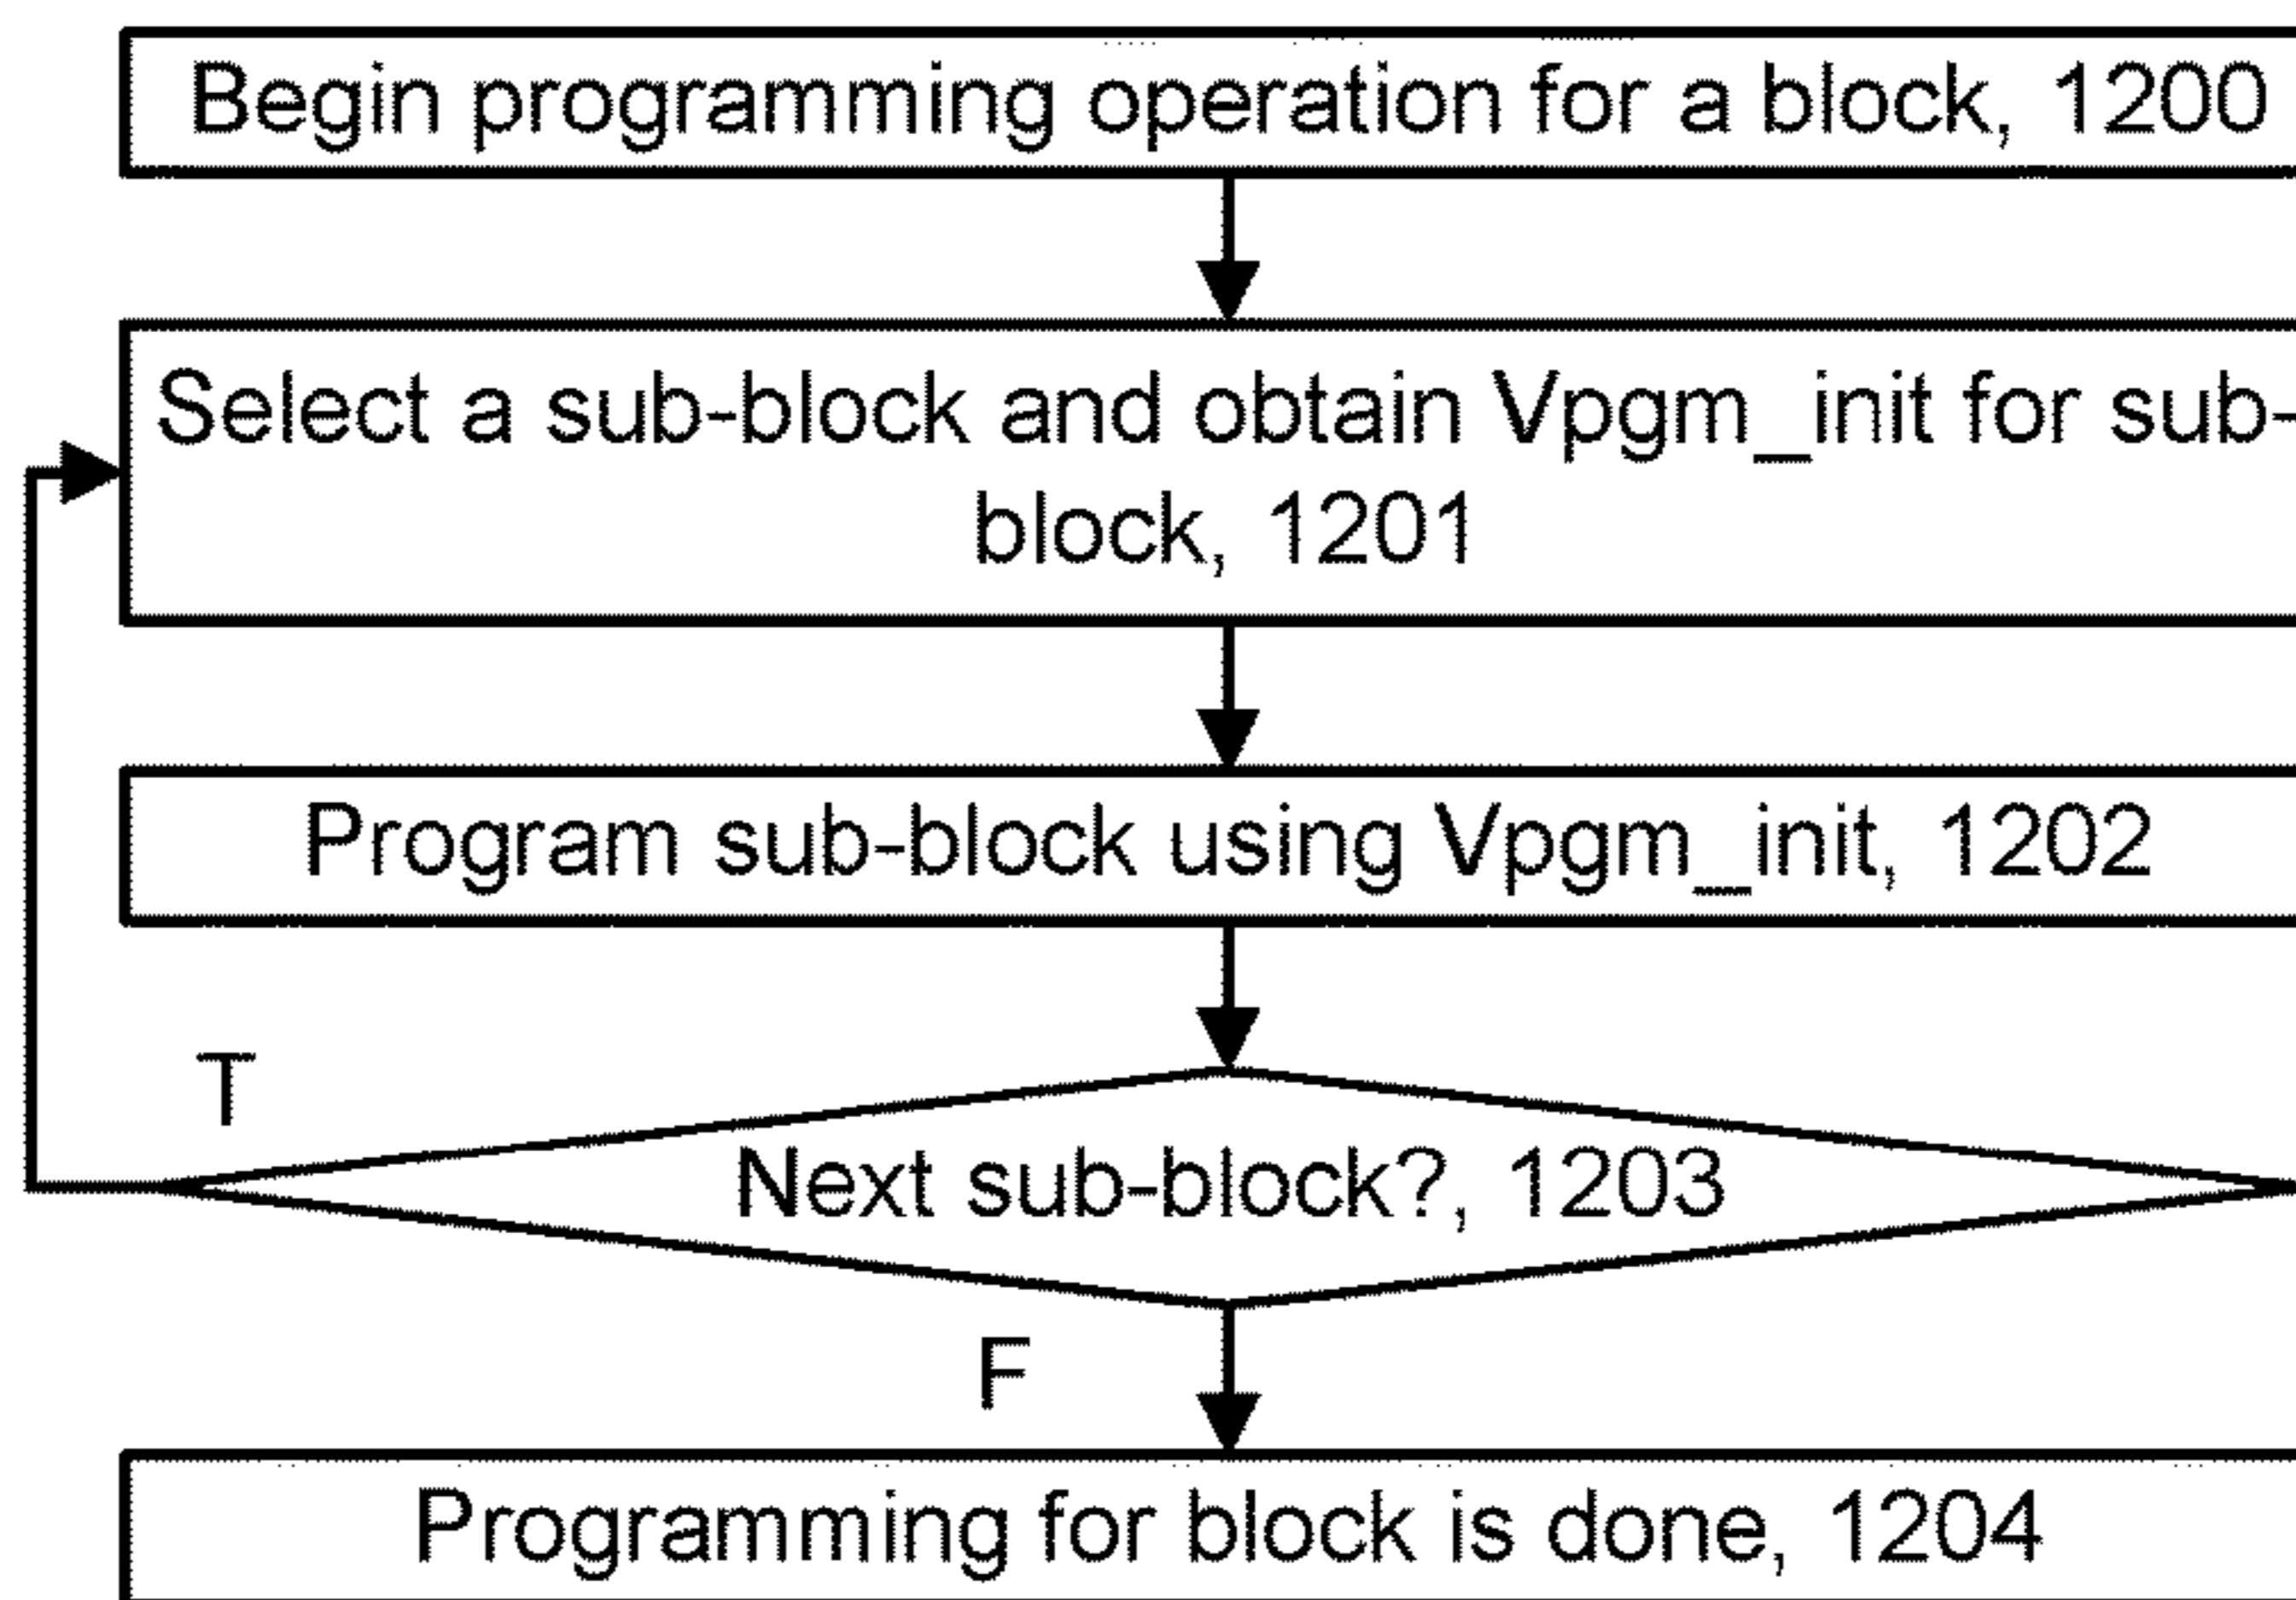 Begin programming operation for a block, 1200
Select a sub-block and obtain Vpgm_init for sub-
block, 1201
Program sub-block using Vpgm_init, 1202
T
Next sub-block?, 1203
F
Programming for block is done, 1204